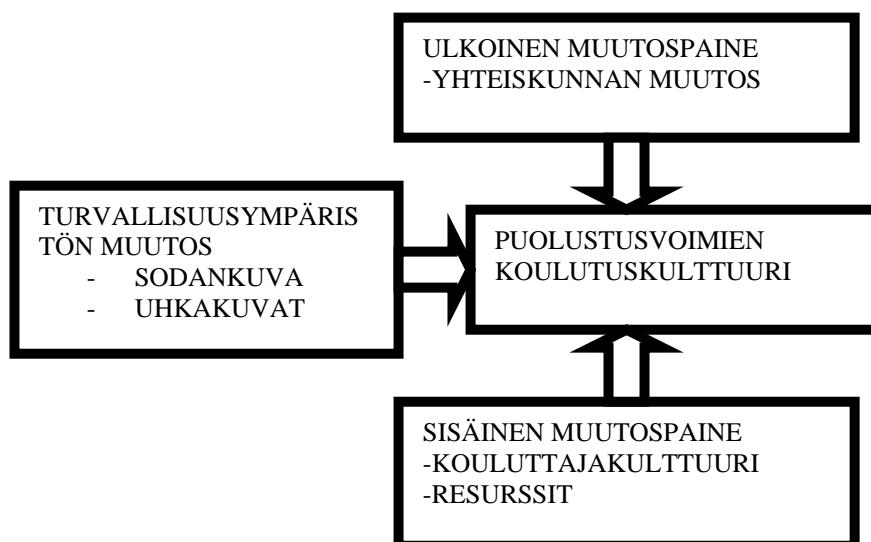 ULKOINEN MUUTOSPAINE
-YHTEISKUNNAN MUUTOS
TURVALLISUUSYMPÄRIS
TÖN MUUTOS
- SODANKUVA
- UHKAKUVAT
PUOLUSTUSVOIMIEN
KOULUTUSKULTTUURI
SISÄINEN MUUTOSPAINE
-KOULUTTAJAKULTTUURI
-RESURSSIT